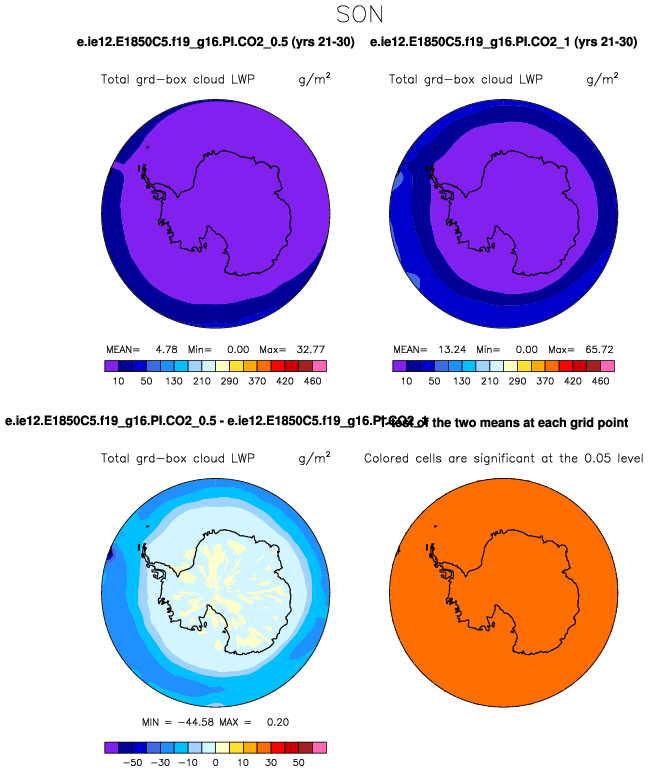 SON
e.ie12.E1850C5.f19_g16.PI.CO2_0.5 (yrs 21-30)
e.ie12.E1850C5.f19_g16.PI.CO2_1 (yrs 21-30)
Total grd-box cloud LWP g/m²
Total grd-box cloud LWP g/m²
MEAN= 4.78 Min= 0.00 Max= 32.77
MEAN= 13.24 Min= 0.00 Max= 65.72
10 50 130 210 290 370 420 460
10 50 130 210 290 370 420 460
e.ie12.E1850C5.f19_g16.PI.CO2_0.5 - e.ie12.E1850C5.f19_g16.PI.CO2_1
T-test of the two means at each grid point
Total grd-box cloud LWP g/m²
Colored cells are significant at the 0.05 level
MIN = -44.58 MAX = 0.20
-50 -30 -10 0 10 30 50